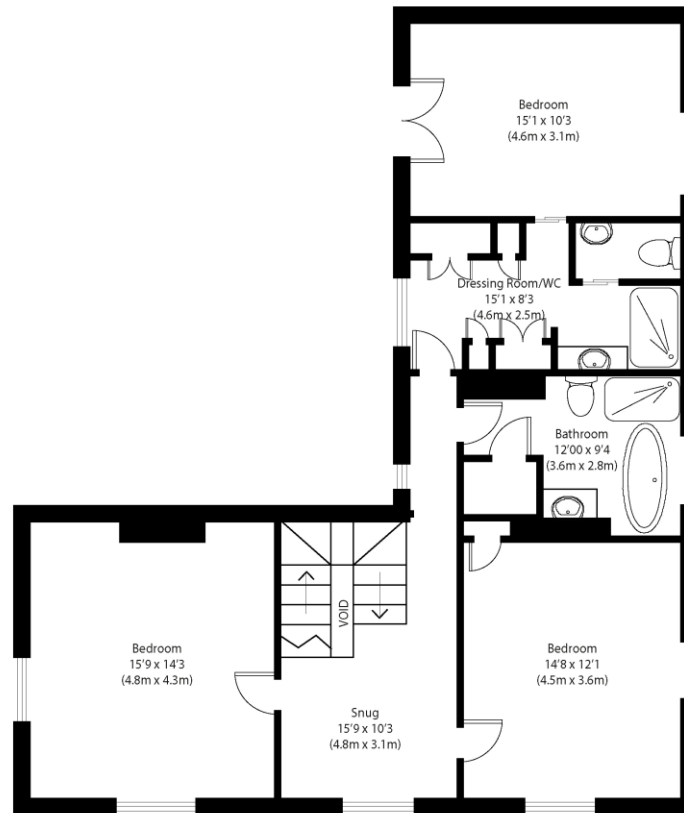 Bedroom
15'1 x 10'3
(4.6m x 3.1m)
Dressing Room/WC
15'1 x 8'3
(4.6m x 2.5m)
Bathroom
12'00 x 9'4
(3.6m x 2.8m)
VOID
Bedroom
15'9 x 14'3
(4.8m x 4.3m)
Snug
15'9 x 10'3
(4.8m x 3.1m)
Bedroom
14'8 x 12'1
(4.5m x 3.6m)